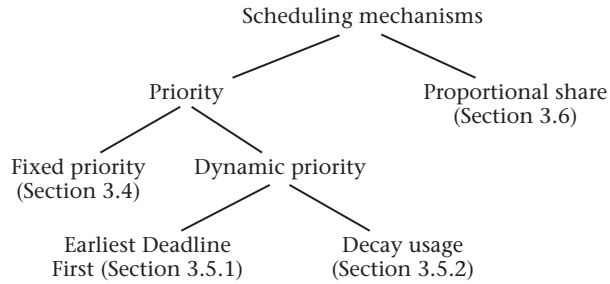 Scheduling mechanisms
Priority
Proportional share
(Section 3.6)
Fixed priority
(Section 3.4)
Dynamic priority
Earliest Deadline
First (Section 3.5.1)
Decay usage
(Section 3.5.2)